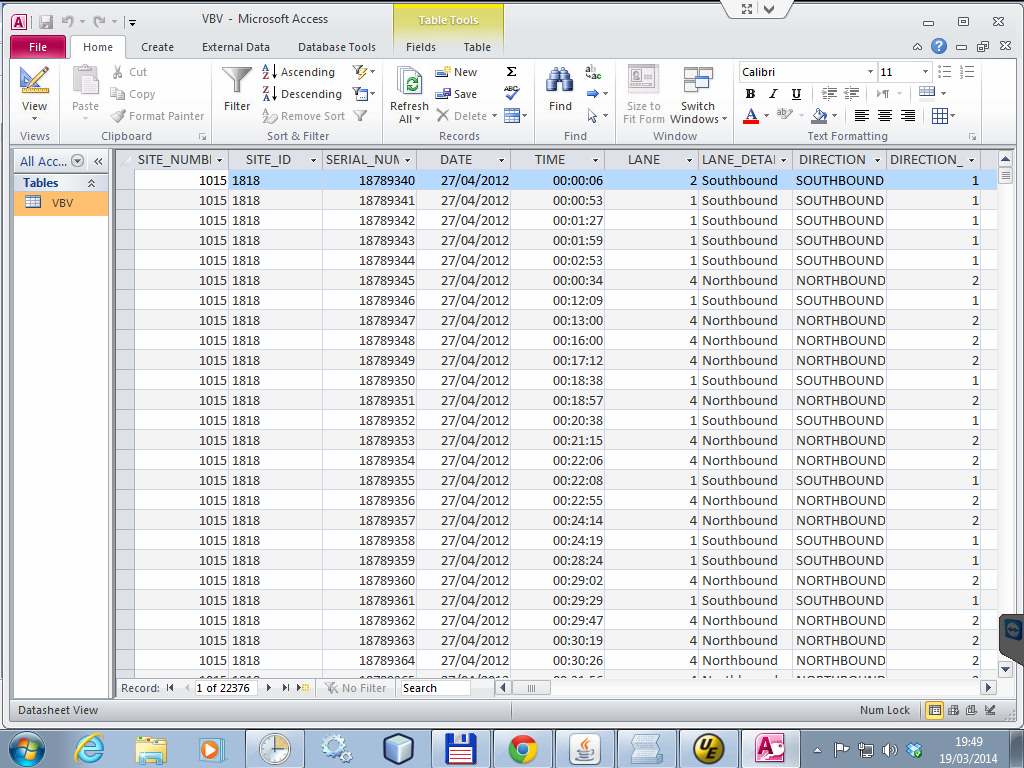 VBV - Microsoft Access
Table Tools
File Home Create External Data Database Tools Fields Table
View
Views
Paste
Cut
Copy
Format Painter
Clipboard
Filter
Ascending
Descending
Remove Sort
Sort & Filter
Refresh All
New
Save
Delete
Records
Find
Find
Size to Fit Form
Switch Windows
Window
Calibri 11
Text Formatting
All Acc...
Tables
VBV
SITE_NUMBI SITE_ID SERIAL_NUM DATE TIME LANE LANE_DETAI DIRECTION DIRECTION_
1015 1818 18789340 27/04/2012 00:00:06 2 Southbound SOUTHBOUND 1
1015 1818 18789341 27/04/2012 00:00:53 1 Southbound SOUTHBOUND 1
1015 1818 18789342 27/04/2012 00:01:27 1 Southbound SOUTHBOUND 1
1015 1818 18789343 27/04/2012 00:01:59 1 Southbound SOUTHBOUND 1
1015 1818 18789344 27/04/2012 00:02:53 1 Southbound SOUTHBOUND 1
1015 1818 18789345 27/04/2012 00:00:34 4 Northbound NORTHBOUND 2
1015 1818 18789346 27/04/2012 00:12:09 1 Southbound SOUTHBOUND 1
1015 1818 18789347 27/04/2012 00:13:00 4 Northbound NORTHBOUND 2
1015 1818 18789348 27/04/2012 00:16:00 4 Northbound NORTHBOUND 2
1015 1818 18789349 27/04/2012 00:17:12 4 Northbound NORTHBOUND 2
1015 1818 18789350 27/04/2012 00:18:38 1 Southbound SOUTHBOUND 1
1015 1818 18789351 27/04/2012 00:18:57 4 Northbound NORTHBOUND 2
1015 1818 18789352 27/04/2012 00:20:38 1 Southbound SOUTHBOUND 1
1015 1818 18789353 27/04/2012 00:21:15 4 Northbound NORTHBOUND 2
1015 1818 18789354 27/04/2012 00:22:06 4 Northbound NORTHBOUND 2
1015 1818 18789355 27/04/2012 00:22:08 1 Southbound SOUTHBOUND 1
1015 1818 18789356 27/04/2012 00:22:55 4 Northbound NORTHBOUND 2
1015 1818 18789357 27/04/2012 00:24:14 4 Northbound NORTHBOUND 2
1015 1818 18789358 27/04/2012 00:24:19 1 Southbound SOUTHBOUND 1
1015 1818 18789359 27/04/2012 00:28:24 1 Southbound SOUTHBOUND 1
1015 1818 18789360 27/04/2012 00:29:02 4 Northbound NORTHBOUND 2
1015 1818 18789361 27/04/2012 00:29:29 1 Southbound SOUTHBOUND 1
1015 1818 18789362 27/04/2012 00:29:47 4 Northbound NORTHBOUND 2
1015 1818 18789363 27/04/2012 00:30:19 4 Northbound NORTHBOUND 2
1015 1818 18789364 27/04/2012 00:30:26 4 Northbound NORTHBOUND 2
Record: 1 of 22376 No Filter Search
Datasheet View Num Lock
19:49
19/03/2014